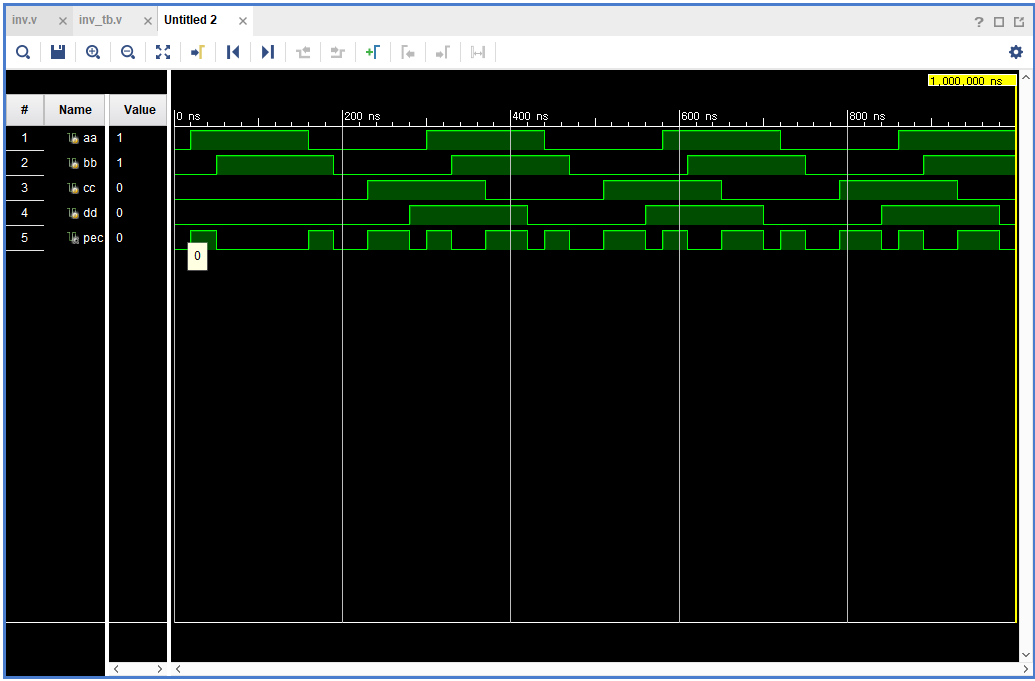 inv.v × inv_tb.v × Untitled 2 ×
?
1,000,000 ns
# Name Value
0 ns 200 ns 400 ns 600 ns 800 ns
1 aa 1
2 bb 1
3 cc 0
4 dd 0
5 pec 0
0